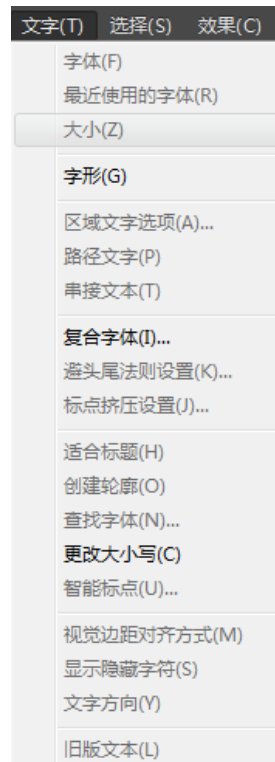 文字(T) 选择(S) 效果(C)
字体(F)
最近使用的字体(R)
大小(Z)
字形(G)
区域文字选项(A)...
路径文字(P)
串接文本(T)
复合字体(I)...
避头尾法则设置(K)...
标点挤压设置(J)...
适合标题(H)
创建轮廓(O)
查找字体(N)...
更改大小写(C)
智能标点(U)...
视觉边距对齐方式(M)
显示隐藏字符(S)
文字方向(Y)
旧版文本(L)